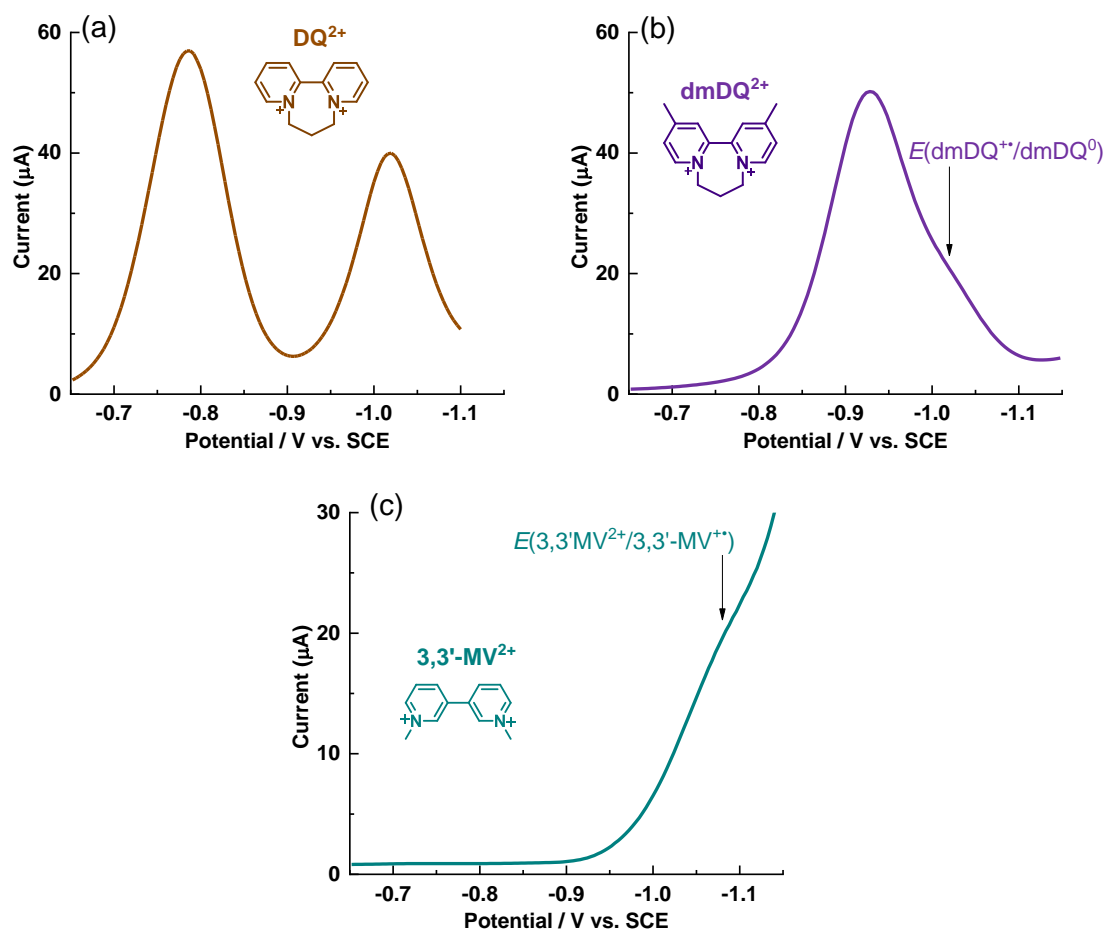 (a)
DQ²⁺
N
N
+
+
60
40
20
0
Current (μA)
-0.7 -0.8 -0.9 -1.0 -1.1
Potential / V vs. SCE
(b)
dmDQ²⁺
N
N
+
+
E(dmDQ⁺•/dmDQ⁰)
60
40
20
0
Current (μA)
-0.7 -0.8 -0.9 -1.0 -1.1
Potential / V vs. SCE
(c)
E(3,3'MV²⁺/3,3'-MV⁺•)
3,3'-MV²⁺
+
N
N
+
30
20
10
0
Current (μA)
-0.7 -0.8 -0.9 -1.0 -1.1
Potential / V vs. SCE